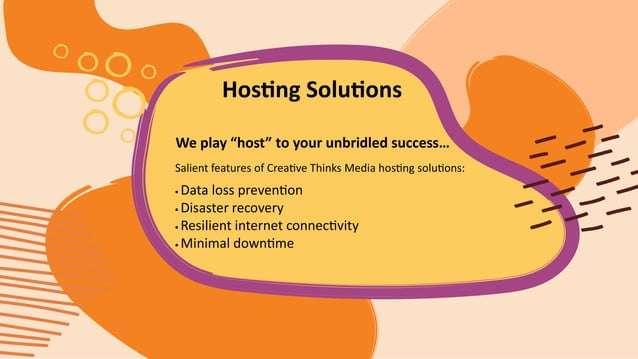 Hosting Solutions
We play “host” to your unbridled success…
Salient features of Creative Thinks Media hosting solutions:
• Data loss prevention
• Disaster recovery
• Resilient internet connectivity
• Minimal downtime